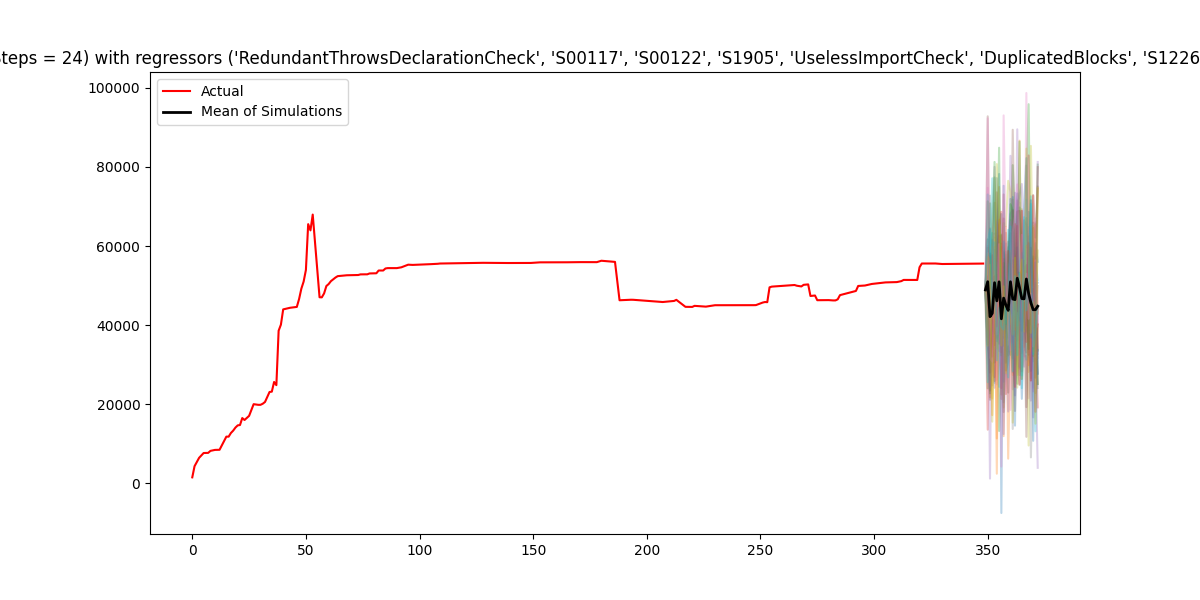 teps = 24) with regressors ('RedundantThrowsDeclarationCheck', 'S00117', 'S00122', 'S1905', 'UselessImportCheck', 'DuplicatedBlocks', 'S1226
Actual
Mean of Simulations
100000
80000
60000
40000
20000
0
0 50 100 150 200 250 300 350